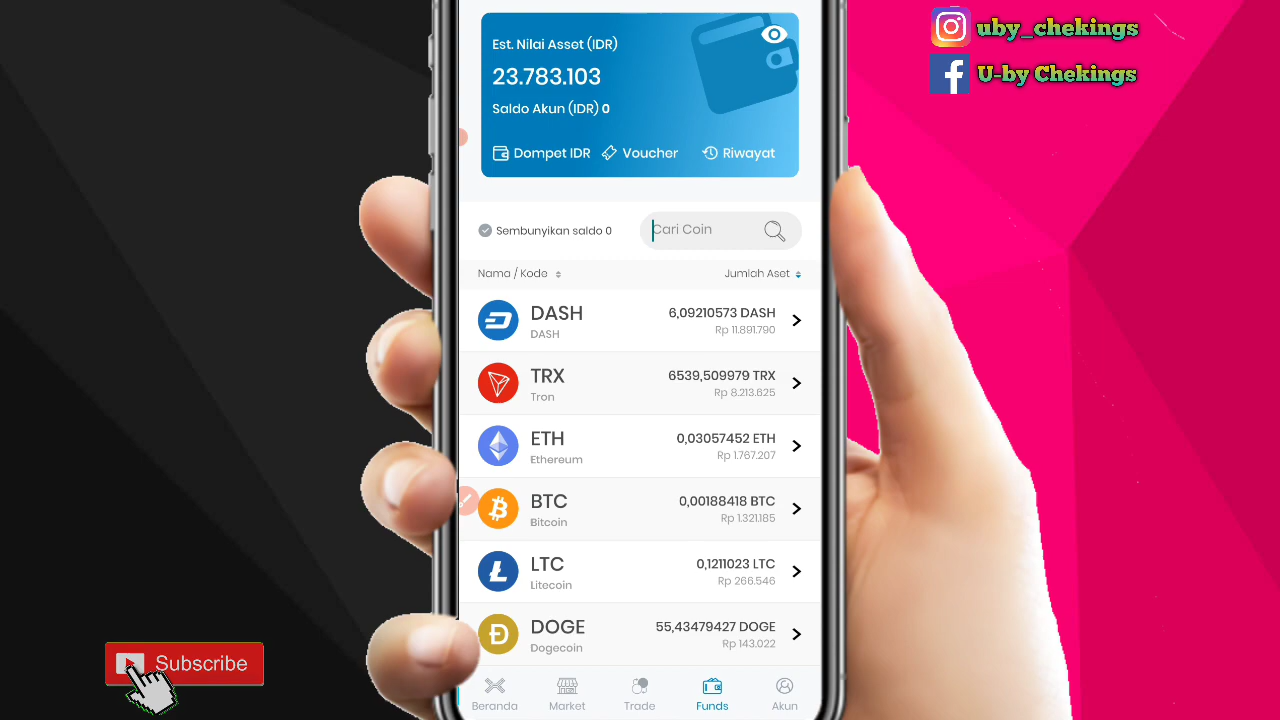 uby_chekings
U-by Chekings
Est. Nilai Asset (IDR)
23.783.103
Saldo Akun (IDR) 0
Dompet IDR Voucher Riwayat
Sembunyikan saldo 0 Cari Coin
Nama / Kode Jumlah Aset
DASH 6,09210573 DASH
DASH Rp 11.891.790
TRX 6539,509979 TRX
Tron Rp 8.213.625
ETH 0,03057452 ETH
Ethereum Rp 1.767.207
BTC 0,00188418 BTC
Bitcoin Rp 1.321.185
LTC 0,1211023 LTC
Litecoin Rp 266.546
DOGE 55,43479427 DOGE
Dogecoin Rp 143.022
Subscribe
Beranda Market Trade Funds Akun